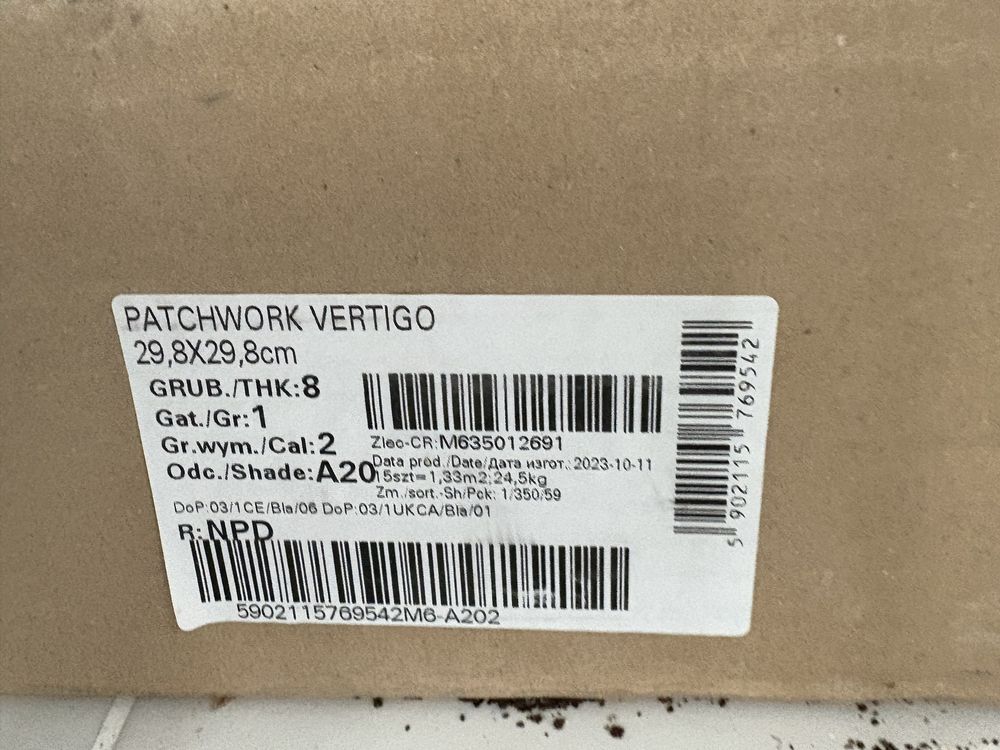 PATCHWORK VERTIGO
29,8X29,8cm
GRUB./THK:8
Gat./Gr:1
Gr.wym./Cal:2
Odc./Shade:A20
Zlec-CR:M635012691
Data prod./Date/Дата изгот.:2023-10-11
15szt=1,33m2;24,5kg
Zm./sort.-Sh/Pck: 1/350/59
DoP:03/1CE/BIa/06 DoP:03/1UKCA/BIa/01
R:NPD
5902115769542M6-A202
5 902115 769542